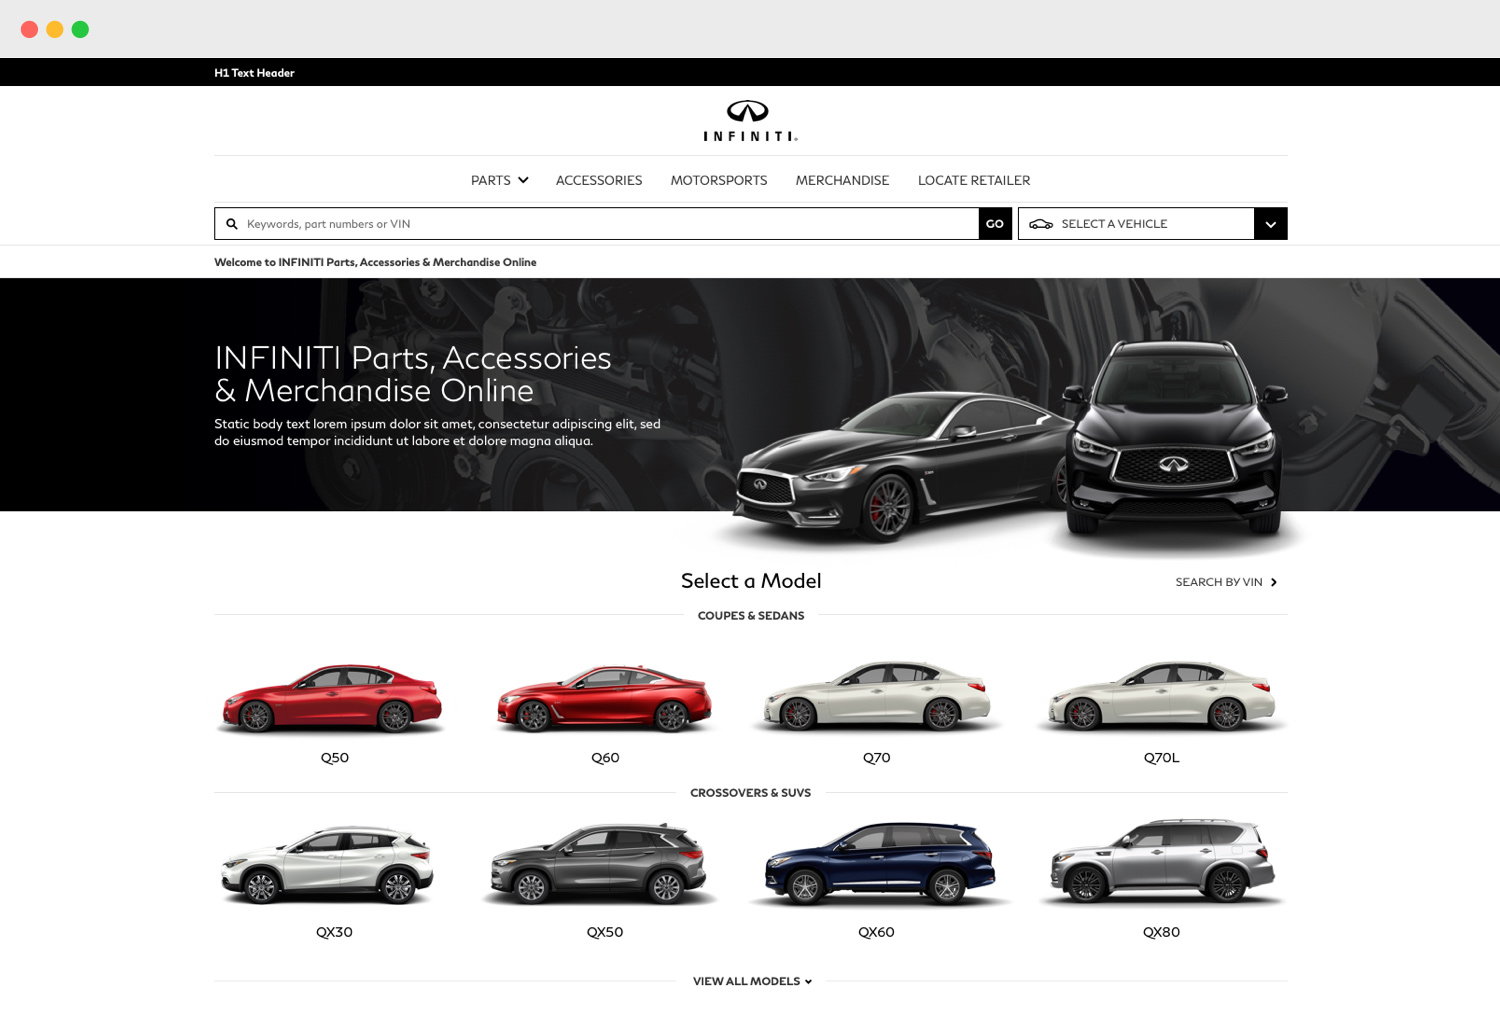 H1 Text Header
INFINITI
PARTS
ACCESSORIES
MOTORSPORTS
MERCHANDISE
LOCATE RETAILER
Keywords, part numbers or VIN
GO
SELECT A VEHICLE
Welcome to INFINITI Parts, Accessories & Merchandise Online
INFINITI Parts, Accessories
& Merchandise Online
Static body text lorem ipsum dolor sit amet, consectetur adipiscing elit, sed
do eiusmod tempor incididunt ut labore et dolore magna aliqua.
Select a Model
SEARCH BY VIN
COUPES & SEDANS
Q50
Q60
Q70
Q70L
CROSSOVERS & SUVS
QX30
QX50
QX60
QX80
VIEW ALL MODELS